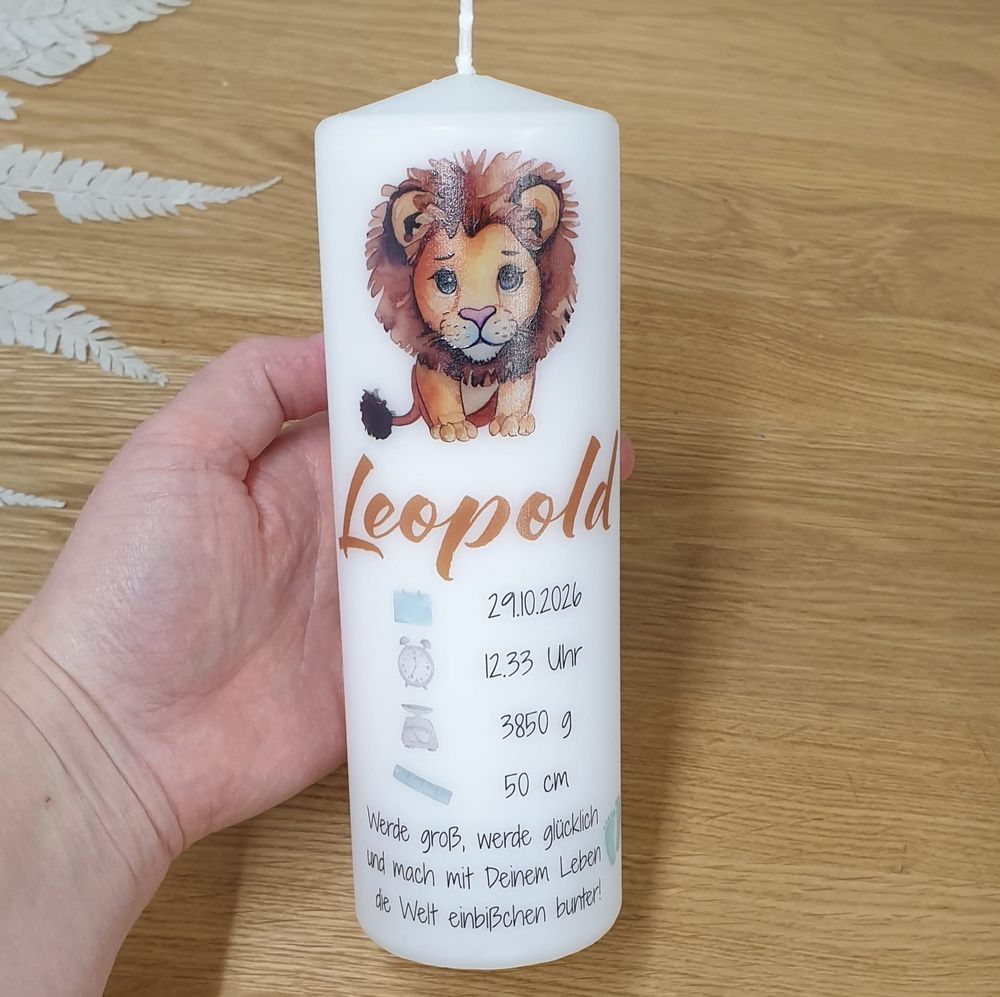 Leopold
29.10.2026
12.33 Uhr
3850 g
50 cm
Werde groß, werde glücklich
und mach mit Deinem Leben
die Welt einbißchen bunter!